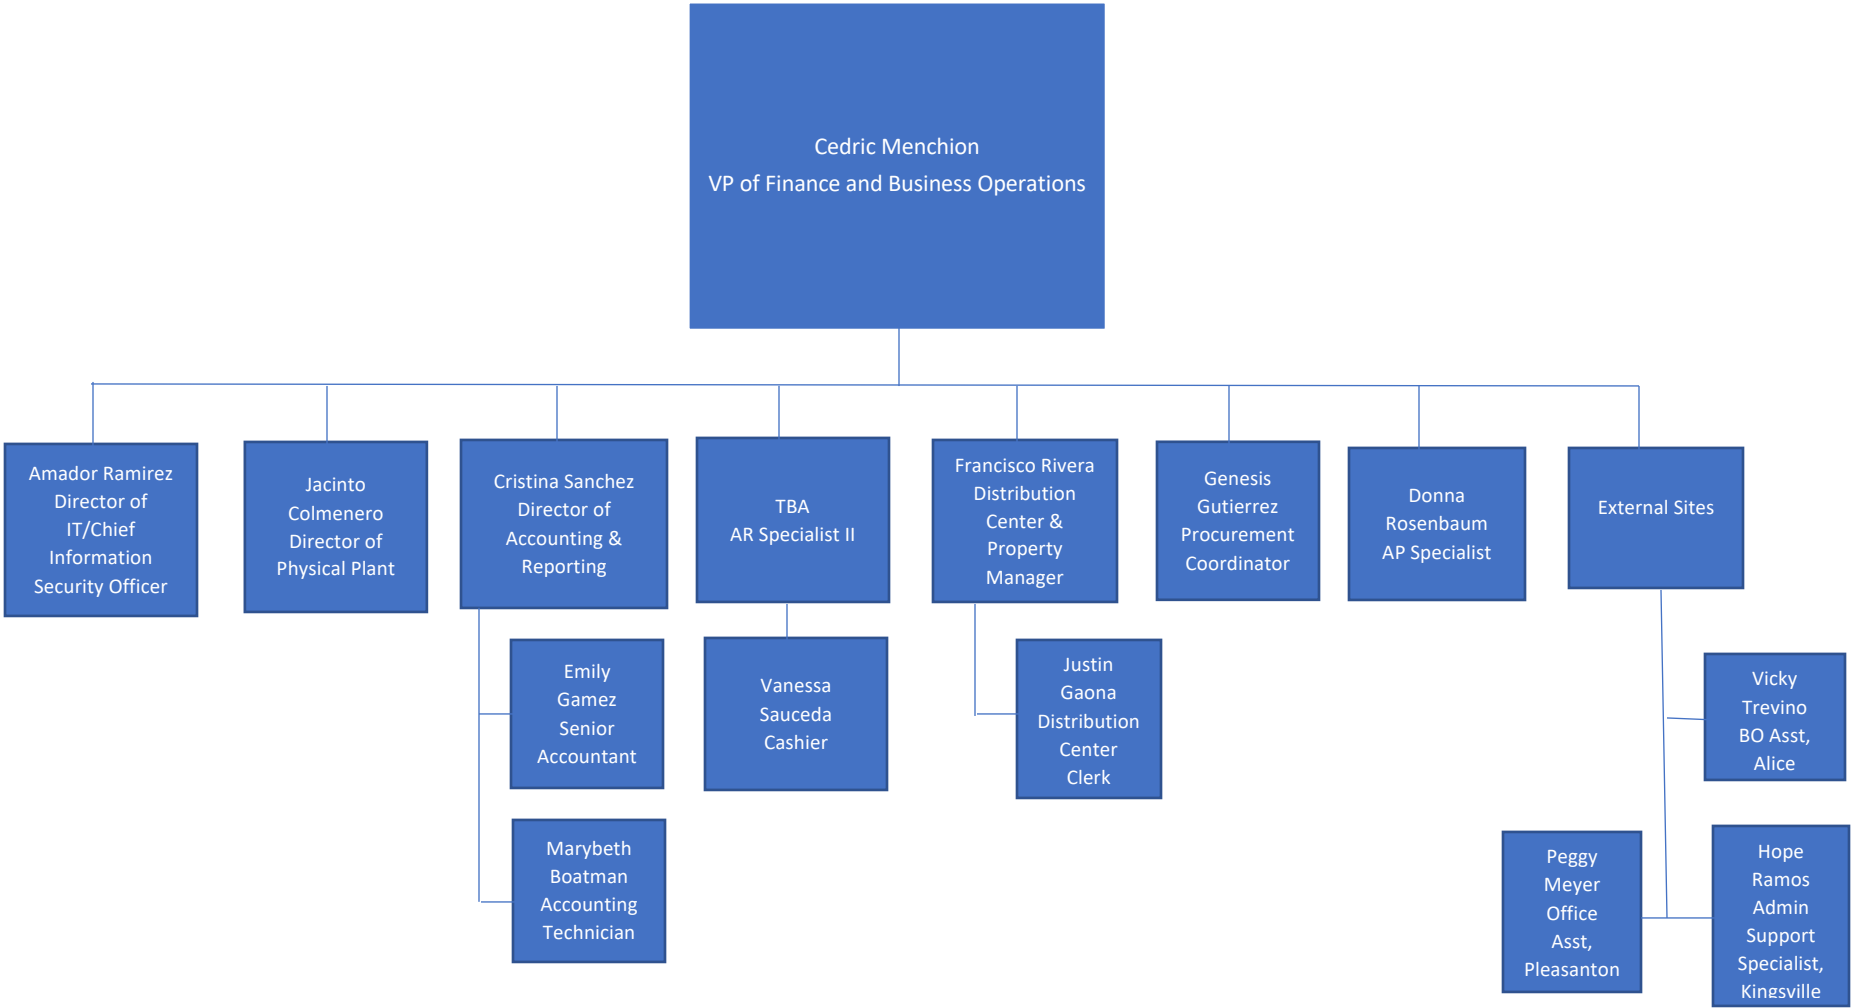 Cedric Menchion
VP of Finance and Business Operations
Amador Ramirez
Director of
IT/Chief
Information
Security Officer
Jacinto
Colmenero
Director of
Physical Plant
Cristina Sanchez
Director of
Accounting &
Reporting
TBA
AR Specialist II
Francisco Rivera
Distribution
Center &
Property
Manager
Genesis
Gutierrez
Procurement
Coordinator
Donna
Rosenbaum
AP Specialist
External Sites
Emily
Gamez
Senior
Accountant
Vanessa
Sauceda
Cashier
Justin
Gaona
Distribution
Center
Clerk
Vicky
Trevino
BO Asst,
Alice
Marybeth
Boatman
Accounting
Technician
Peggy
Meyer
Office
Asst,
Pleasanton
Hope
Ramos
Admin
Support
Specialist,
Kingsville